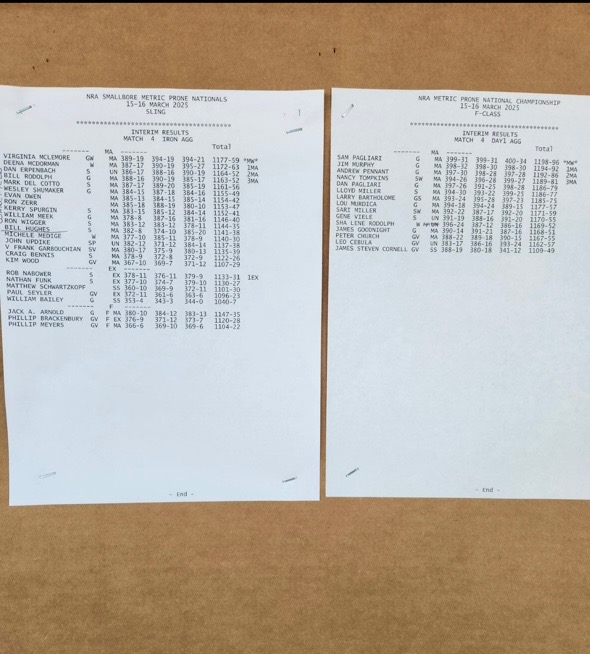 NRA SMALLBORE METRIC PRONE NATIONALS
15-16 MARCH 2025
SLING
****************************************
INTERIM RESULTS
MATCH 4 IRON AGG
Total
------- MA -------
VIRGINIA MCLEMORE GW MA 389-19 394-19 394-21 1177-59 *MW*
DEENA MCDORMAN W MA 387-17 390-19 395-27 1172-63 1MA
DAN ERPENBACH S UN 386-17 388-16 390-19 1164-52 2MA
BILL RODOLPH G MA 388-16 390-19 385-17 1163-52 3MA
MARK DEL COTTO S MA 387-17 389-20 385-19 1161-56
WESLEY SHUMAKER G MA 384-15 387-18 384-16 1155-49
EVAN OWEN MA 385-13 384-15 385-14 1154-42
RON ZERR MA 385-18 388-19 380-10 1153-47
KERRY SPURGIN S MA 383-15 385-12 384-14 1152-41
WILLIAM MEEK G MA 378-8 387-16 381-16 1146-40
RON WIGGER S MA 383-12 383-12 378-11 1144-35
BILL HUGHES S MA 382-8 374-10 385-20 1141-38
MICHELE MEDIGE W MA 377-10 385-11 378-9 1140-30
JOHN UPDIKE SP UN 382-12 371-12 384-14 1137-38
V FRANK GARBOUCHIAN SV MA 380-17 375-9 380-13 1135-39
CRAIG BENNIS S MA 378-9 372-8 372-9 1122-26
KIM WOOD GV MA 367-10 369-7 371-12 1107-29
------- EX -------
ROB NABOWER S EX 378-11 376-11 379-9 1133-31 1EX
NATHAN FUNK S EX 377-10 374-7 379-10 1130-27
MATTHEW SCHWARTZKOPF SS 360-10 369-9 372-11 1101-30
PAUL SEYLER GV EX 372-11 361-6 363-6 1096-23
WILLIAM BAILEY G SS 353-4 343-3 344-0 1040-7
------- F -------
JACK A. ARNOLD G F MA 380-10 384-12 383-13 1147-35
PHILLIP BRACKENBURY GV F EX 376-9 371-12 373-7 1120-28
PHILLIP MEYERS GV F MA 366-6 369-10 369-6 1104-22
- End -
NRA METRIC PRONE NATIONAL CHAMPIONSHIP
15-16 MARCH 2025
F-CLASS
****************************************
INTERIM RESULTS
MATCH 4 DAY1 AGG
Total
------- MA -------
SAM PAGLIARI G MA 399-31 399-31 400-34 1198-96 *MW*
JIM MURPHY G MA 398-32 398-30 398-30 1194-92 1MA
ANDREW PENNANT G MA 397-30 398-28 397-28 1192-86 2MA
NANCY TOMPKINS SW MA 394-26 396-28 399-27 1189-81 3MA
DAN PAGLIARI G MA 397-26 391-25 398-28 1186-79
LLOYD MILLER S MA 394-30 393-22 399-25 1186-77
LARRY BARTHOLOME GS MA 393-24 395-28 397-23 1185-75
LOU MURDICA G MA 394-18 394-24 389-15 1177-57
SARI MILLER SW MA 392-22 387-17 392-20 1171-59
GENE VIELE S UN 391-19 388-16 391-20 1170-55
SHA LENE RODOLPH W 396-24 387-12 386-16 1169-52
JAMES GOODNIGHT G MA 390-14 391-21 387-16 1168-51
PETER CHURCH GV MA 388-22 389-18 390-15 1167-55
LEO CEBULA GV UN 383-17 386-16 393-24 1162-57
JAMES STEVEN CORNELL GV SS 388-19 380-18 341-12 1109-49
- End -